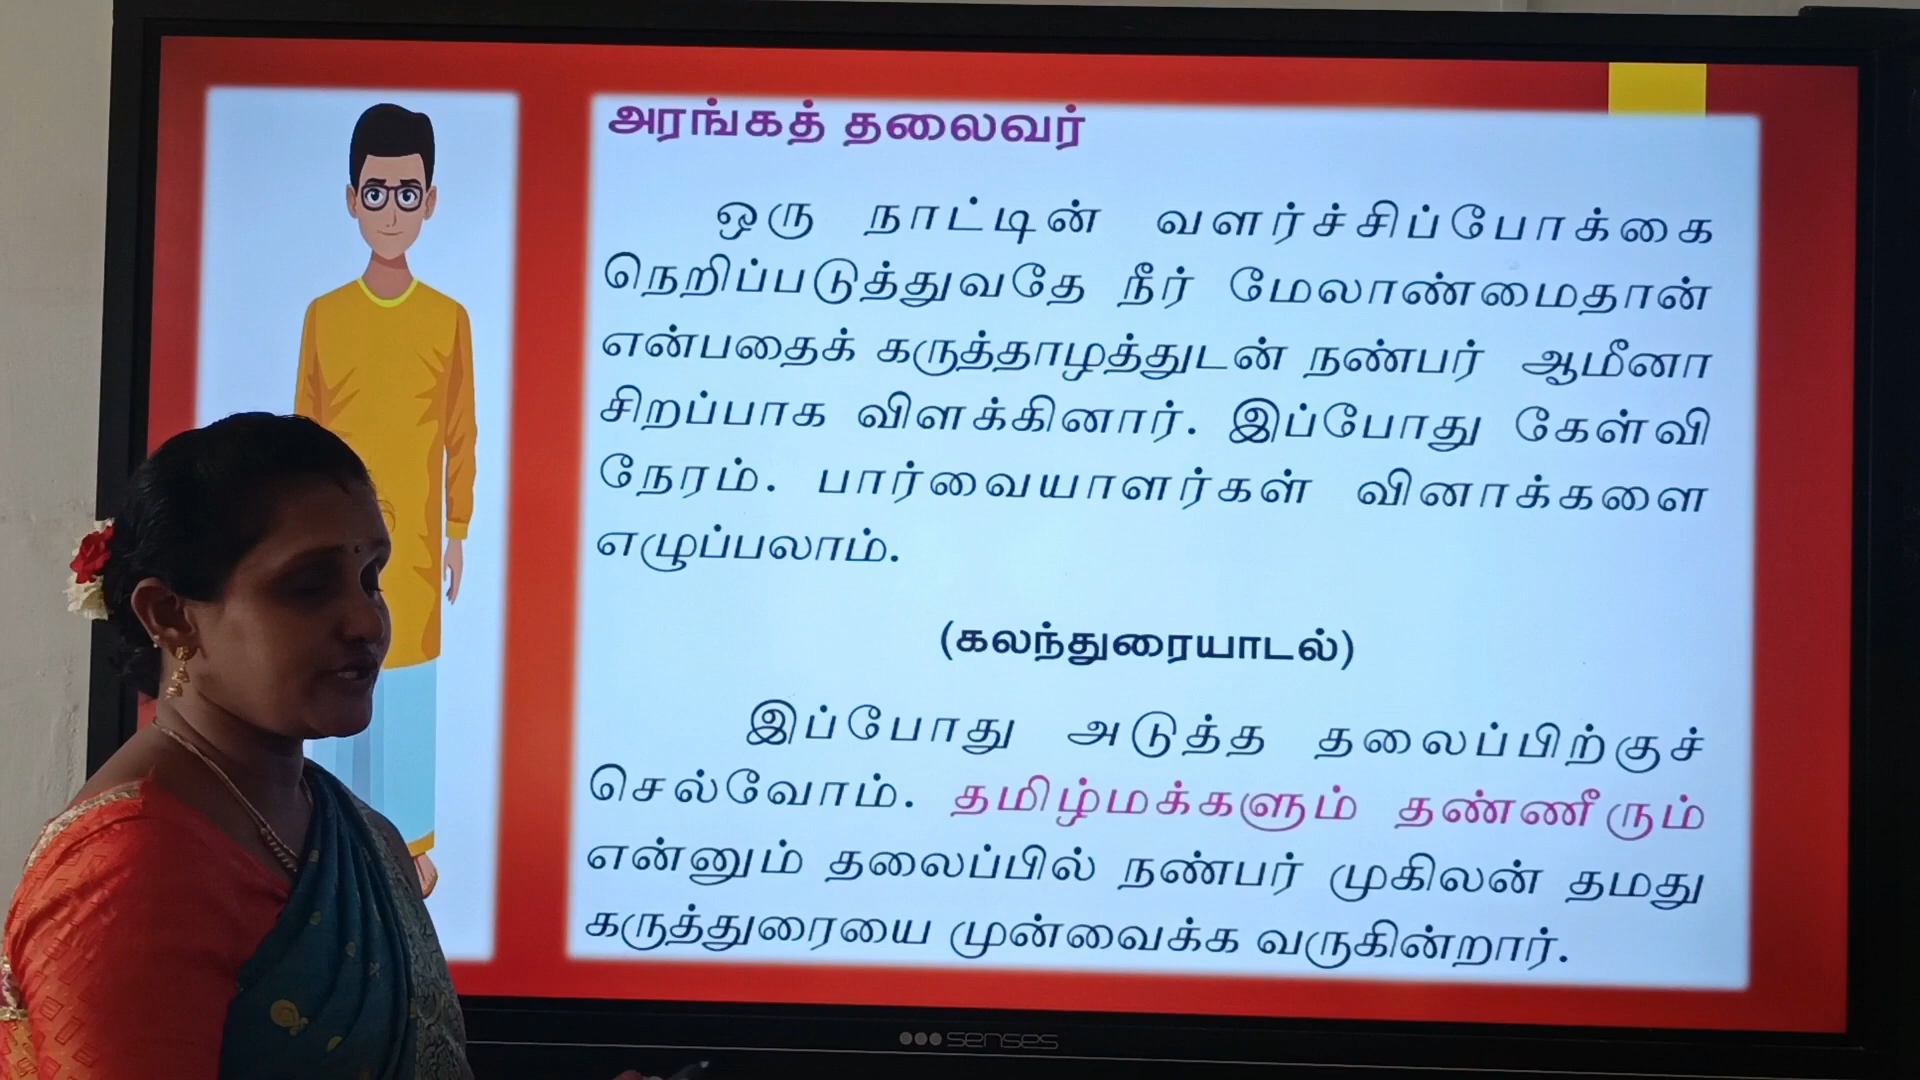 அரங்கத் தலைவர்
ஒரு நாட்டின் வளர்ச்சிப்போக்கை
நெறிப்படுத்துவதே நீர் மேலாண்மைதான்
என்பதைக் கருத்தாழத்துடன் நண்பர் ஆமீனா
சிறப்பாக விளக்கினார். இப்போது கேள்வி
நேரம். பார்வையாளர்கள் வினாக்களை
எழுப்பலாம்.
(கலந்துரையாடல்)
இப்போது அடுத்த தலைப்பிற்குச்
செல்வோம். தமிழ்மக்களும் தண்ணீரும்
என்னும் தலைப்பில் நண்பர் முகிலன் தமது
கருத்துரையை முன்வைக்க வருகின்றார்.
senses